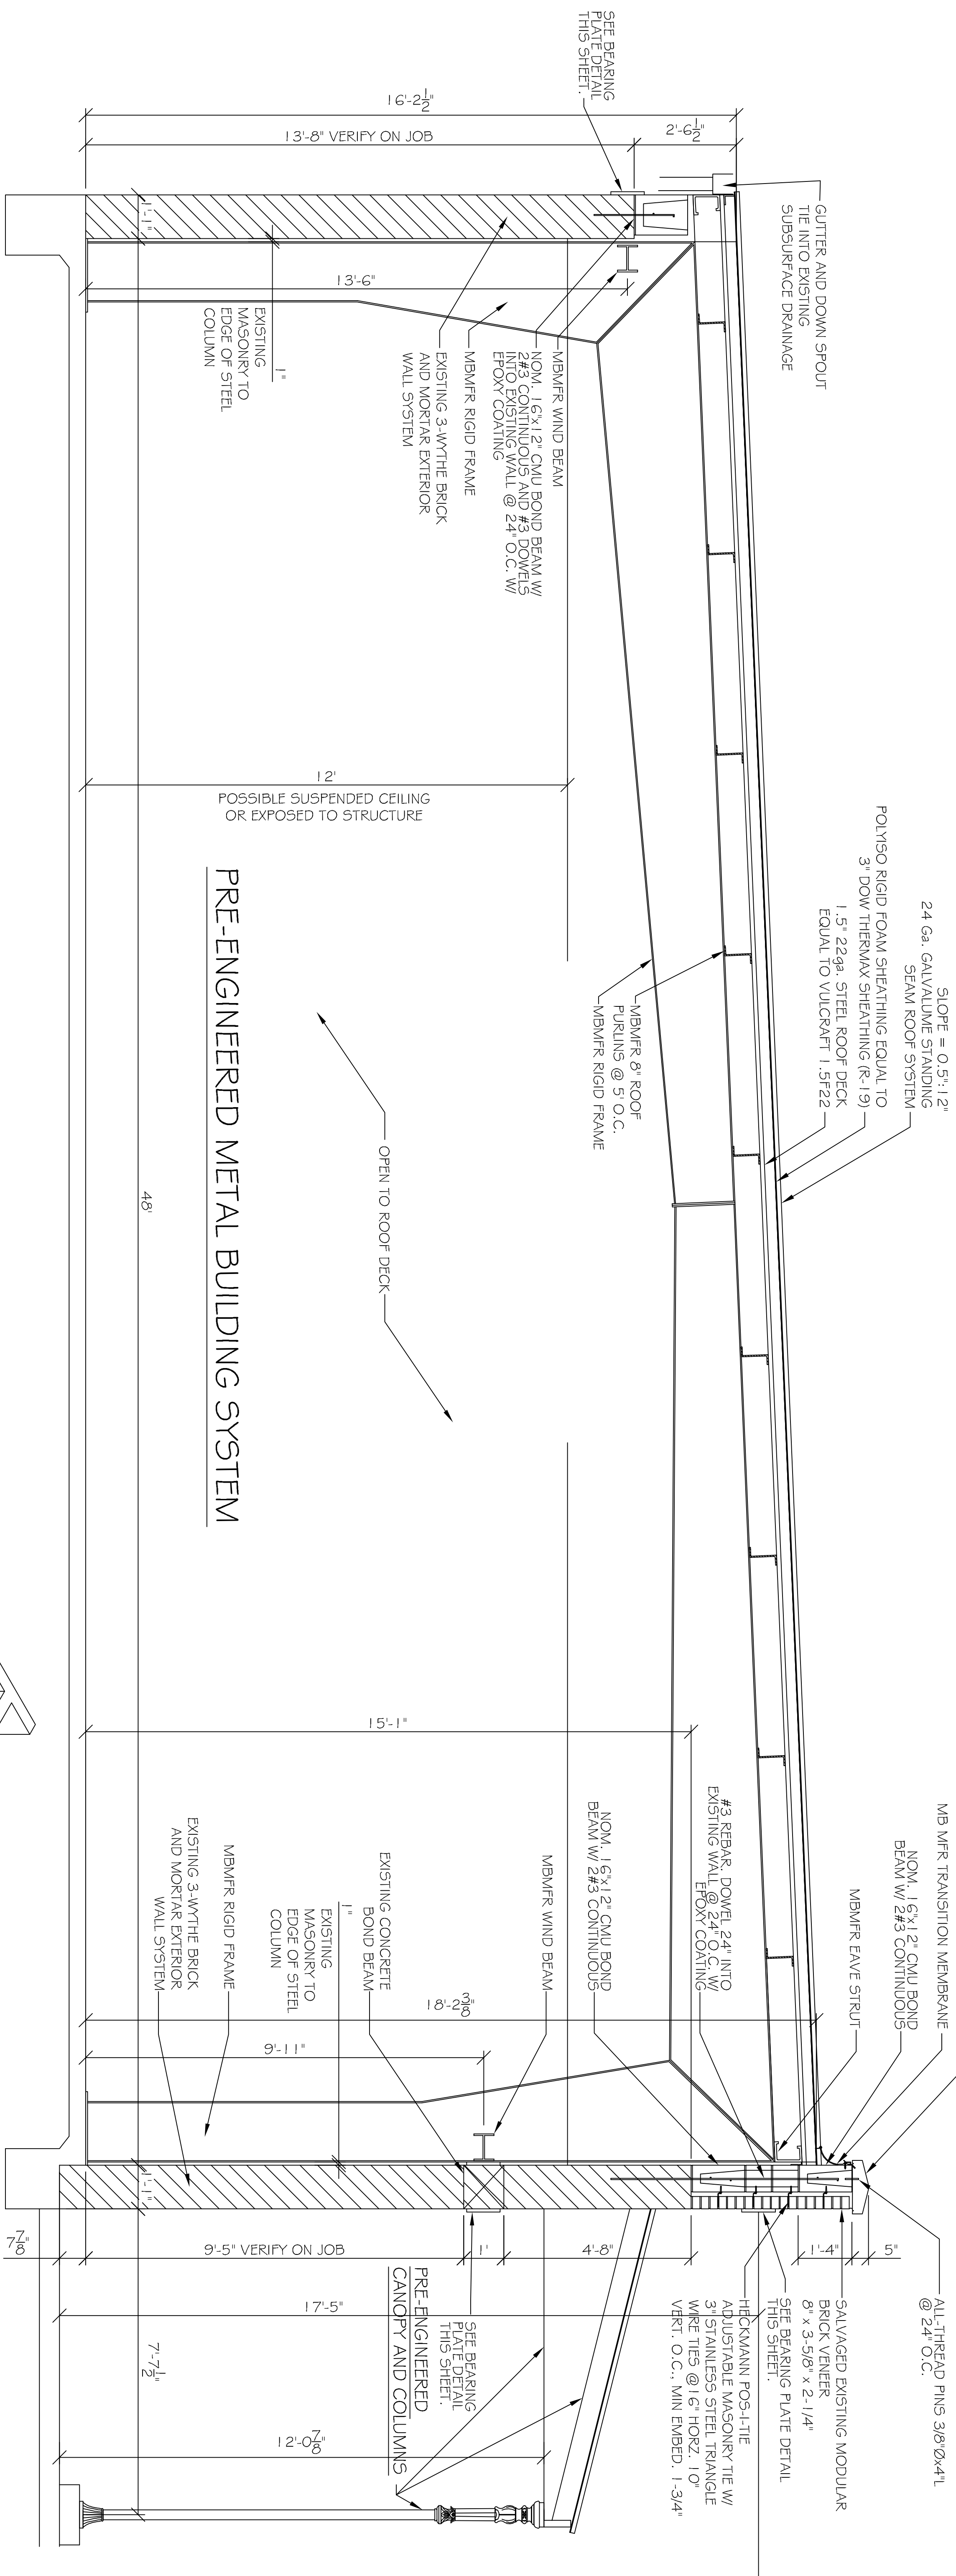 SEE BEARING
PLATE DETAIL
THIS SHEET.
16'-2 1/2"
13'-8" VERIFY ON JOB
2'-6 1/2"
GUTTER AND DOWN SPOUT
TIE INTO EXISTING
SUBSURFACE DRAINAGE
1'-1"
13'-6"
1"
EXISTING
MASONRY TO
EDGE OF STEEL
COLUMN
MBMFR WIND BEAM
NOM. 16"x12" CMU BOND BEAM W/
2#3 CONTINUOUS AND #3 DOWELS
INTO EXISTING WALL @ 24" O.C. W/
EPOXY COATING
MBMFR RIGID FRAME
EXISTING 3-WYTHE BRICK
AND MORTAR EXTERIOR
WALL SYSTEM
12'
POSSIBLE SUSPENDED CEILING
OR EXPOSED TO STRUCTURE
SLOPE = 0.5":12"
24 Ga. GALVALUME STANDING
SEAM ROOF SYSTEM
POLYISO RIGID FOAM SHEATHING EQUAL TO
3" DOW THERMAX SHEATHING (R-19)
1.5" 22ga. STEEL ROOF DECK
EQUAL TO VULCRAFT 1.5F22
MBMFR 8" ROOF
PURLINS @ 5' O.C.
MBMFR RIGID FRAME
OPEN TO ROOF DECK
PRE-ENGINEERED METAL BUILDING SYSTEM
48'
15'-1"
MB MFR TRANSITION MEMBRANE
NOM. 16"x12" CMU BOND
BEAM W/ 2#3 CONTINUOUS
MBMFR EAVE STRUT
#3 REBAR. DOWEL 24" INTO
EXISTING WALL @ 24" O.C. W/
EPOXY COATING
NOM. 16"x12" CMU BOND
BEAM W/ 2#3 CONTINUOUS
MBMFR WIND BEAM
EXISTING CONCRETE
BOND BEAM
1"
EXISTING
MASONRY TO
EDGE OF STEEL
COLUMN
MBMFR RIGID FRAME
EXISTING 3-WYTHE BRICK
AND MORTAR EXTERIOR
WALL SYSTEM
18'-2 3/8"
9'-11"
1'-1"
7 7/8"
9'-5" VERIFY ON JOB
1'
4'-8"
1'-4"
5"
ALL-THREAD PINS 3/8"Øx4"L
@ 24" O.C.
SALVAGED EXISTING MODULAR
BRICK VENEER
8" x 3-5/8" x 2-1/4"
SEE BEARING PLATE DETAIL
THIS SHEET.
HECKMANN POS-I-TIE
ADJUSTABLE MASONRY TIE W/
3" STAINLESS STEEL TRIANGLE
WIRE TIES @16" HORZ. 10"
VERT. O.C., MIN EMBED. 1-3/4"
SEE BEARING
PLATE DETAIL
THIS SHEET.
PRE-ENGINEERED
CANOPY AND COLUMNS
17'-5"
7'-7 1/2"
12'-0 7/8"